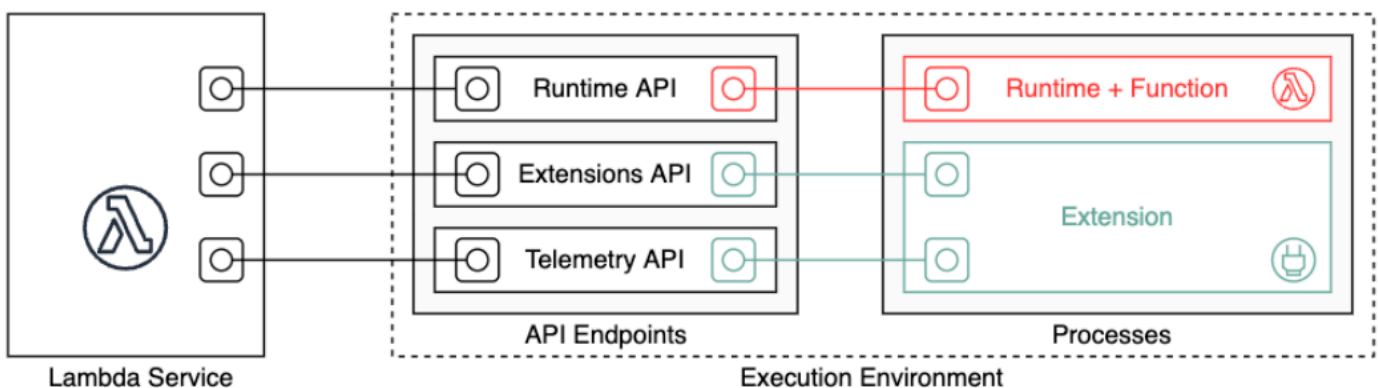 Runtime API
Runtime + Function
Extensions API
Extension
Telemetry API
API Endpoints
Processes
Lambda Service
Execution Environment